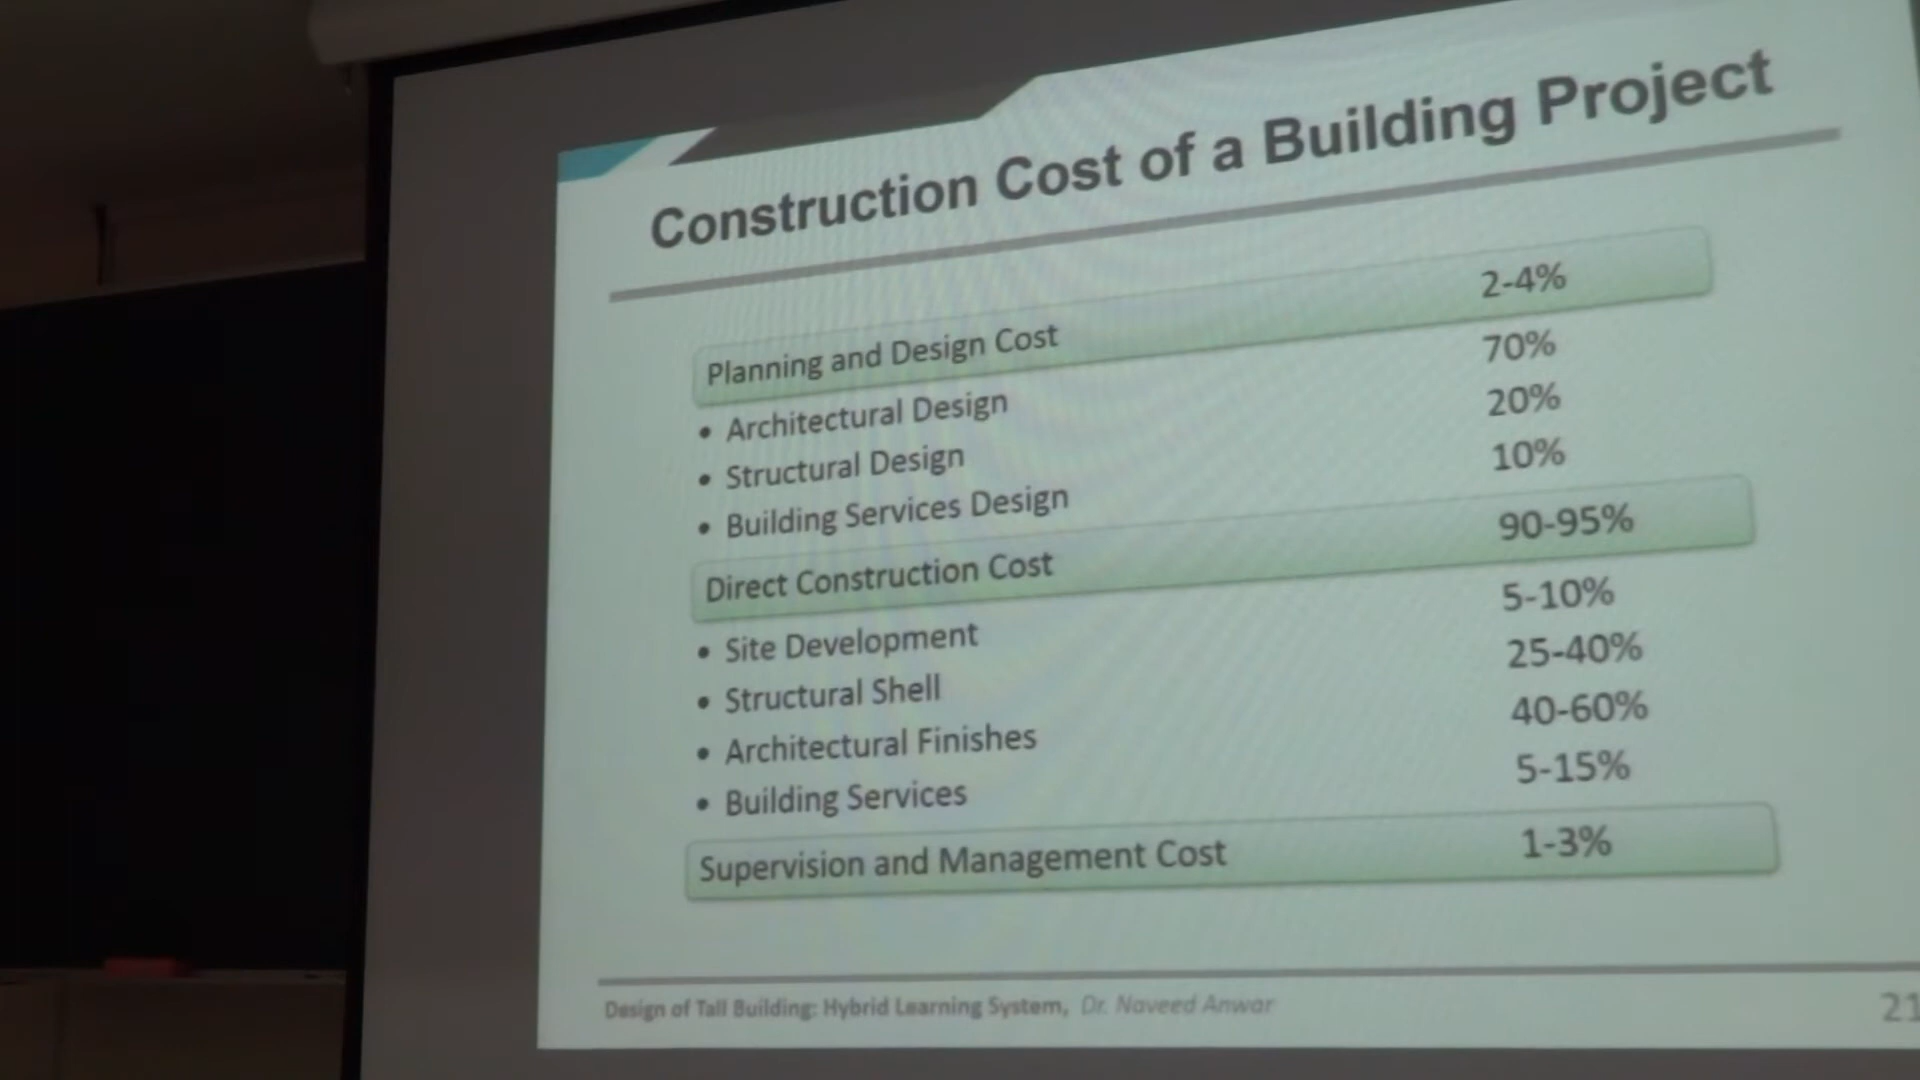 Construction Cost of a Building Project
Planning and Design Cost 2-4%
• Architectural Design 70%
• Structural Design 20%
• Building Services Design 10%
Direct Construction Cost 90-95%
• Site Development 5-10%
• Structural Shell 25-40%
• Architectural Finishes 40-60%
• Building Services 5-15%
Supervision and Management Cost 1-3%
Design of Tall Building: Hybrid Learning System, Dr. Naveed Anwar 21